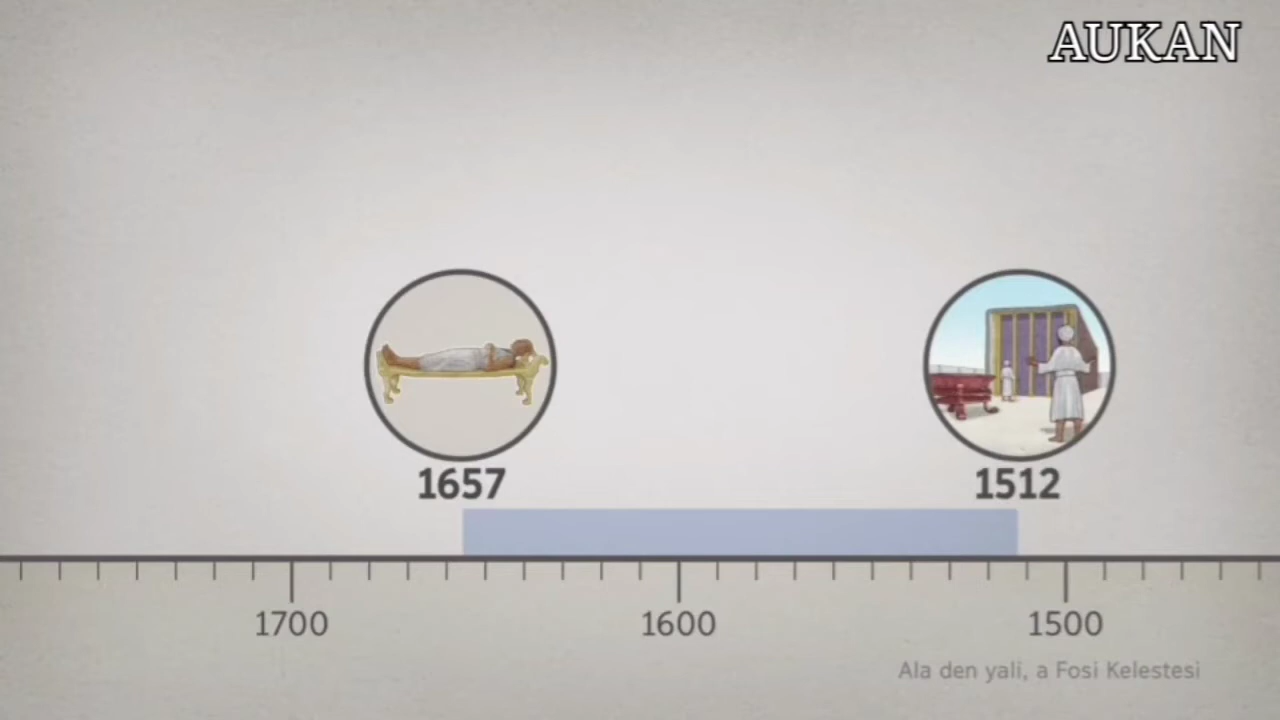 AUKAN
1657
1512
1700
1600
1500
Ala den yali, a Fosi Kelestesi